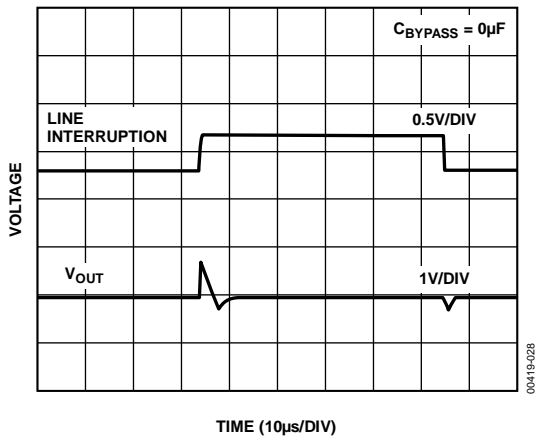 C_BYPASS = 0µF
LINE
INTERRUPTION
0.5V/DIV
VOLTAGE
V_OUT
1V/DIV
TIME (10µs/DIV)
00419-028